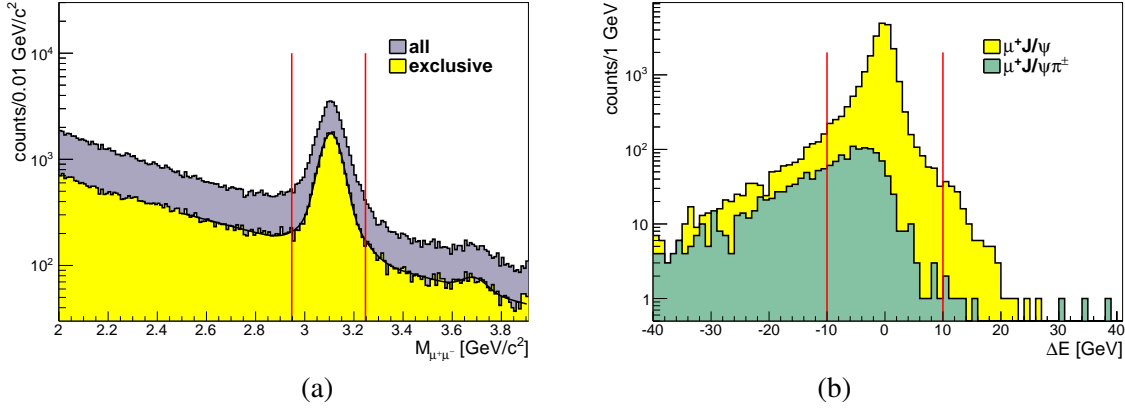 counts/0.01 GeV/c²
10⁴
10³
10²
all
exclusive
2 2.2 2.4 2.6 2.8 3 3.2 3.4 3.6 3.8
M_μ⁺μ⁻ [GeV/c²]
(a)
counts/1 GeV
10³
10²
10
1
μ⁺J/ψ
μ⁺J/ψπ±
-40 -30 -20 -10 0 10 20 30 40
ΔE [GeV]
(b)